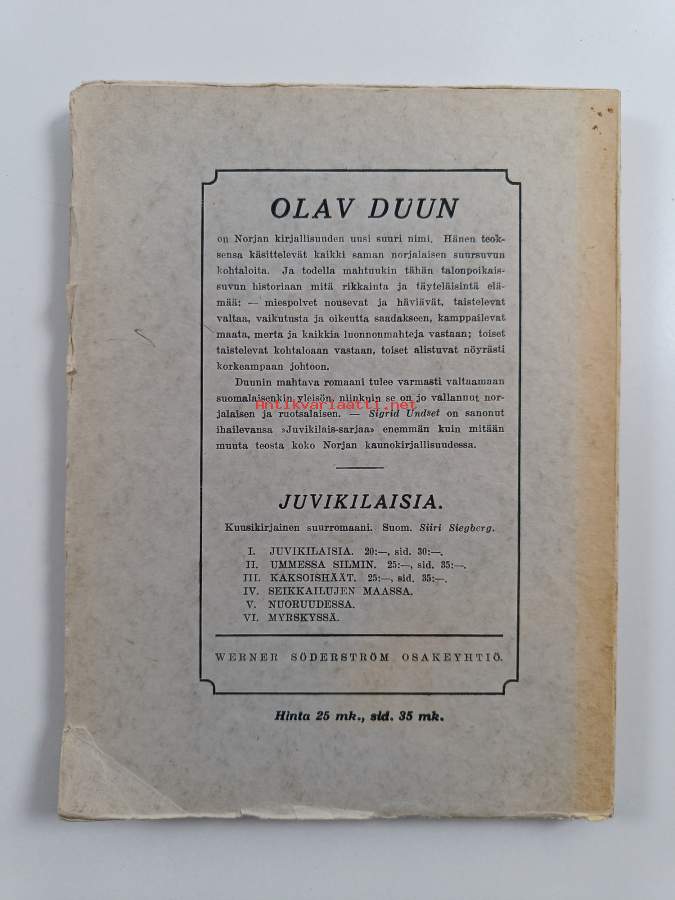 OLAV DUUN
on Norjan kirjallisuuden uusi suuri nimi. Hänen teok-
sensa käsittelevät kaikki saman norjalaisen suursuvun
kohtaloita. Ja todella mahtuukin tähän talonpoikais-
suvun historiaan mitä rikkainta ja täyteläisintä elä-
mää: — miespolvet nousevat ja häviävät, taistelevat
valtaa, vaikutusta ja oikeutta saadakseen, kamppailevat
maata, merta ja kaikkia luonnonmahteja vastaan; toiset
taistelevat kohtaloaan vastaan, toiset alistuvat nöyrästi
korkeampaan johtoon.
Duunin mahtava romaani tulee varmasti valtaamaan
suomalaisenkin yleisön, niinkuin se on jo vallannut nor-
Antikvariaatti.net
jalaisen ja ruotsalaisen. — Sigrid Undset on sanonut
ihailevansa »Juvikilais-sarjaa» enemmän kuin mitään
muuta teosta koko Norjan kaunokirjallisuudessa.
JUVIKILAISIA.
Kuusikirjainen suurromaani. Suom. Siiri Siegberg.
I. JUVIKILAISIA. 20:—, sid. 30:—.
II. UMMESSA SILMIN. 25:—, sid. 35:—.
III. KAKSOISHÄÄT. 25:—, sid. 35:—.
IV. SEIKKAILUJEN MAASSA.
V. NUORUUDESSA.
VI. MYRSKYSSÄ.
WERNER SÖDERSTRÖM OSAKEYHTIÖ.
Hinta 25 mk., sid. 35 mk.